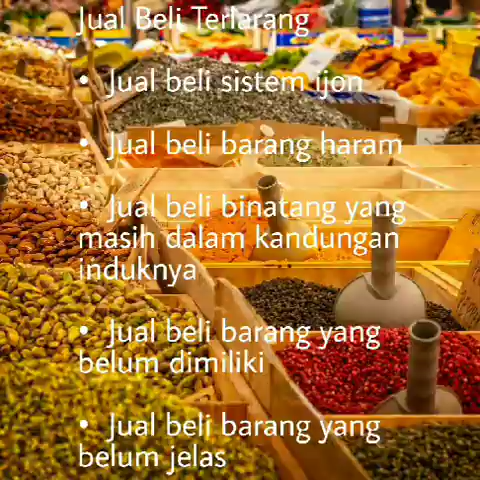 Jual Beli Terlarang
• Jual beli sistem ijon
• Jual beli barang haram
• Jual beli binatang yang
masih dalam kandungan
induknya
• Jual beli barang yang
belum dimiliki
• Jual beli barang yang
belum jelas